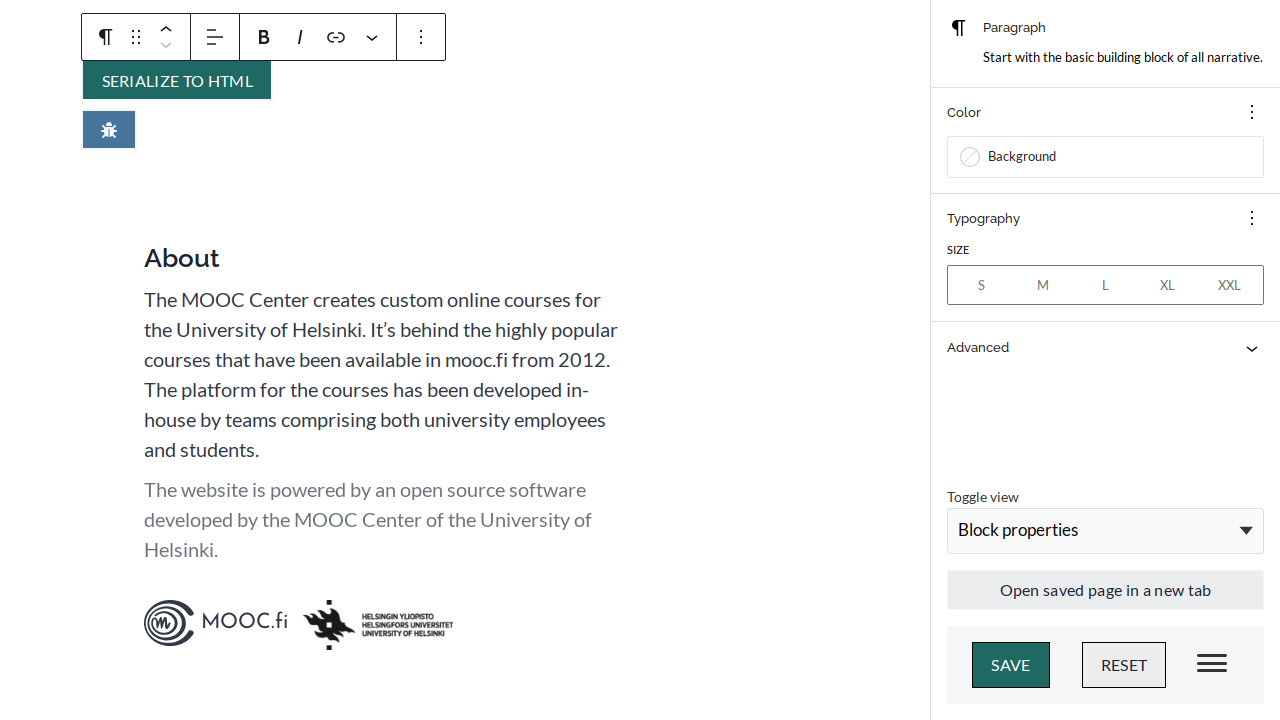 B I
SERIALIZE TO HTML
About
The MOOC Center creates custom online courses for
the University of Helsinki. It’s behind the highly popular
courses that have been available in mooc.fi from 2012.
The platform for the courses has been developed in-
house by teams comprising both university employees
and students.
The website is powered by an open source software
developed by the MOOC Center of the University of
Helsinki.
MOOC.fi
HELSINGIN YLIOPISTO
HELSINGFORS UNIVERSITET
UNIVERSITY OF HELSINKI
Paragraph
Start with the basic building block of all narrative.
Color
Background
Typography
SIZE
S M L XL XXL
Advanced
Toggle view
Block properties
Open saved page in a new tab
SAVE RESET